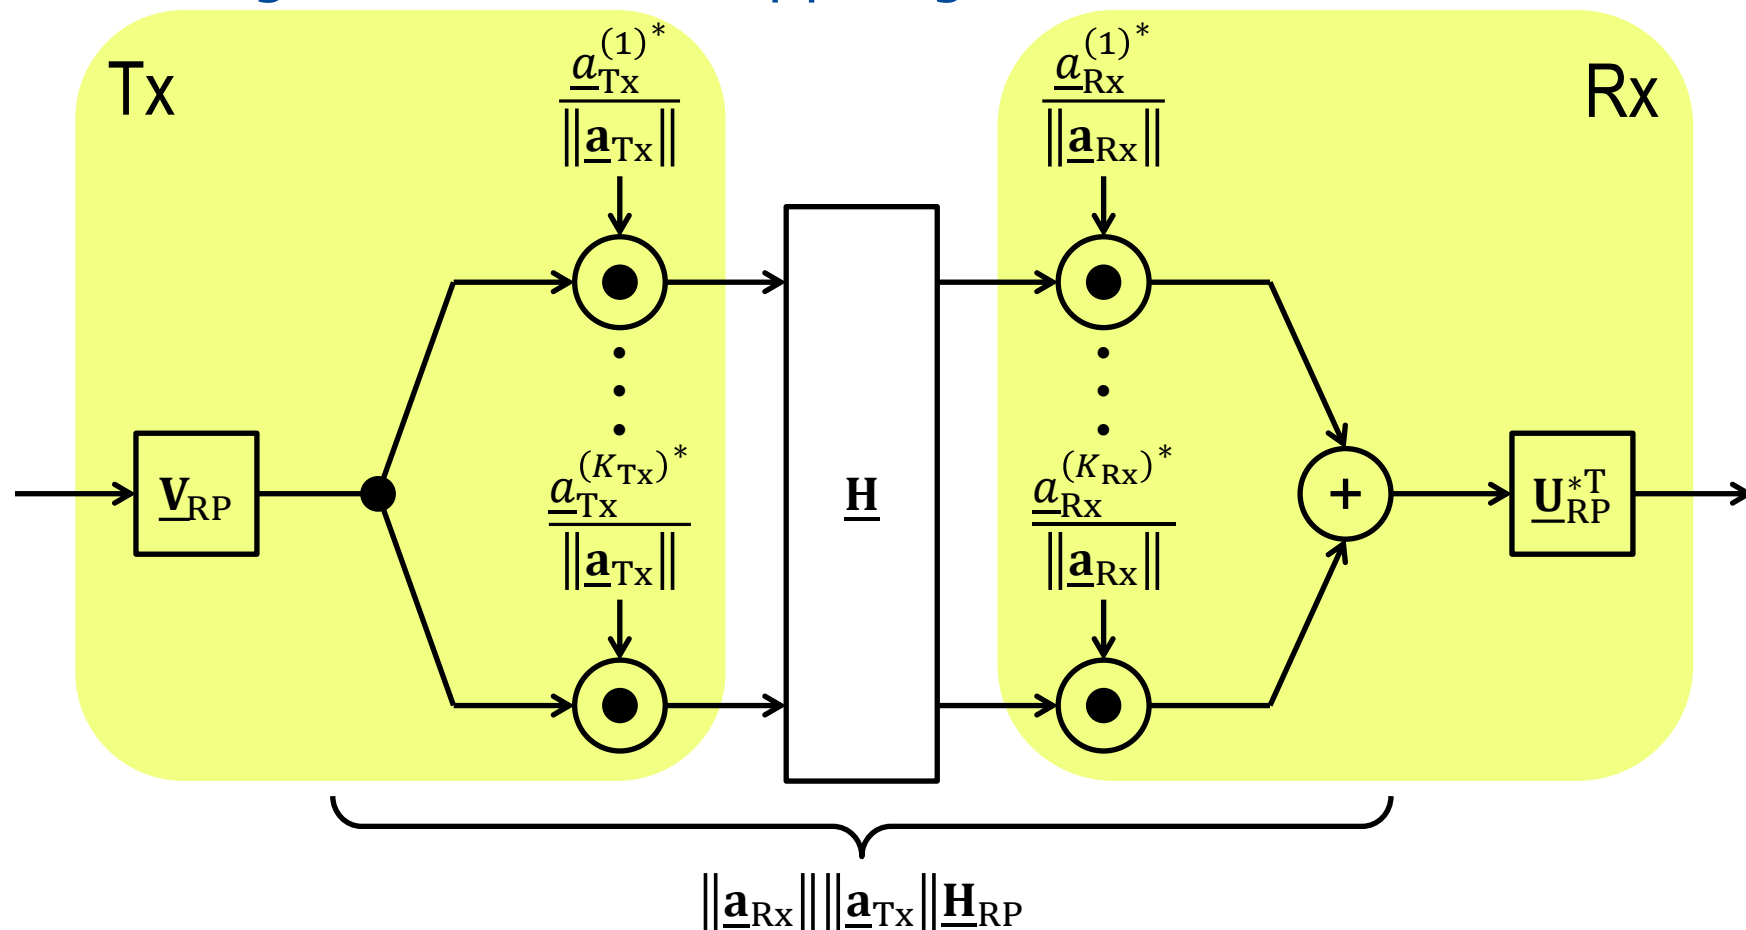 Tx
Rx
a_Tx^(1)*
‖a_Tx‖
a_Rx^(1)*
‖a_Rx‖
V_RP
a_Tx^(K_Tx)*
‖a_Tx‖
H
a_Rx^(K_Rx)*
‖a_Rx‖
+
U_RP^*T
‖a_Rx‖‖a_Tx‖H_RP